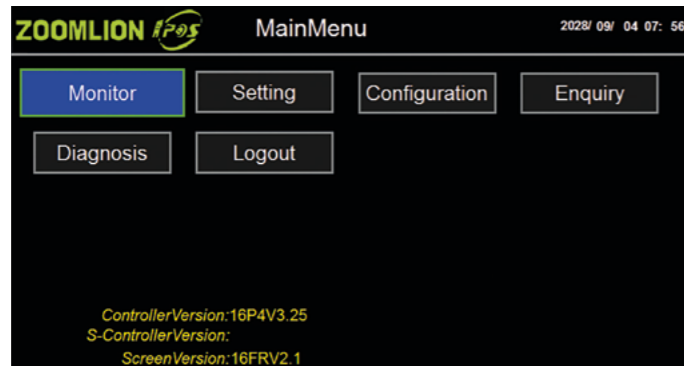 ZOOMLION iPOS MainMenu 2028/ 09/ 04 07: 56
Monitor Setting Configuration Enquiry
Diagnosis Logout
ControllerVersion:16P4V3.25
S-ControllerVersion:
ScreenVersion:16FRV2.1